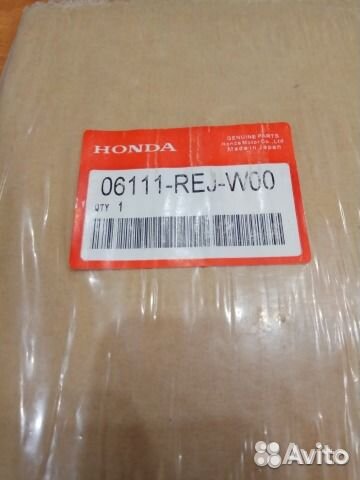 HONDA
GENUINE PARTS
Honda Motor Co., Ltd
Made in Japan
06111-REJ-W00
QTY 1
Avito